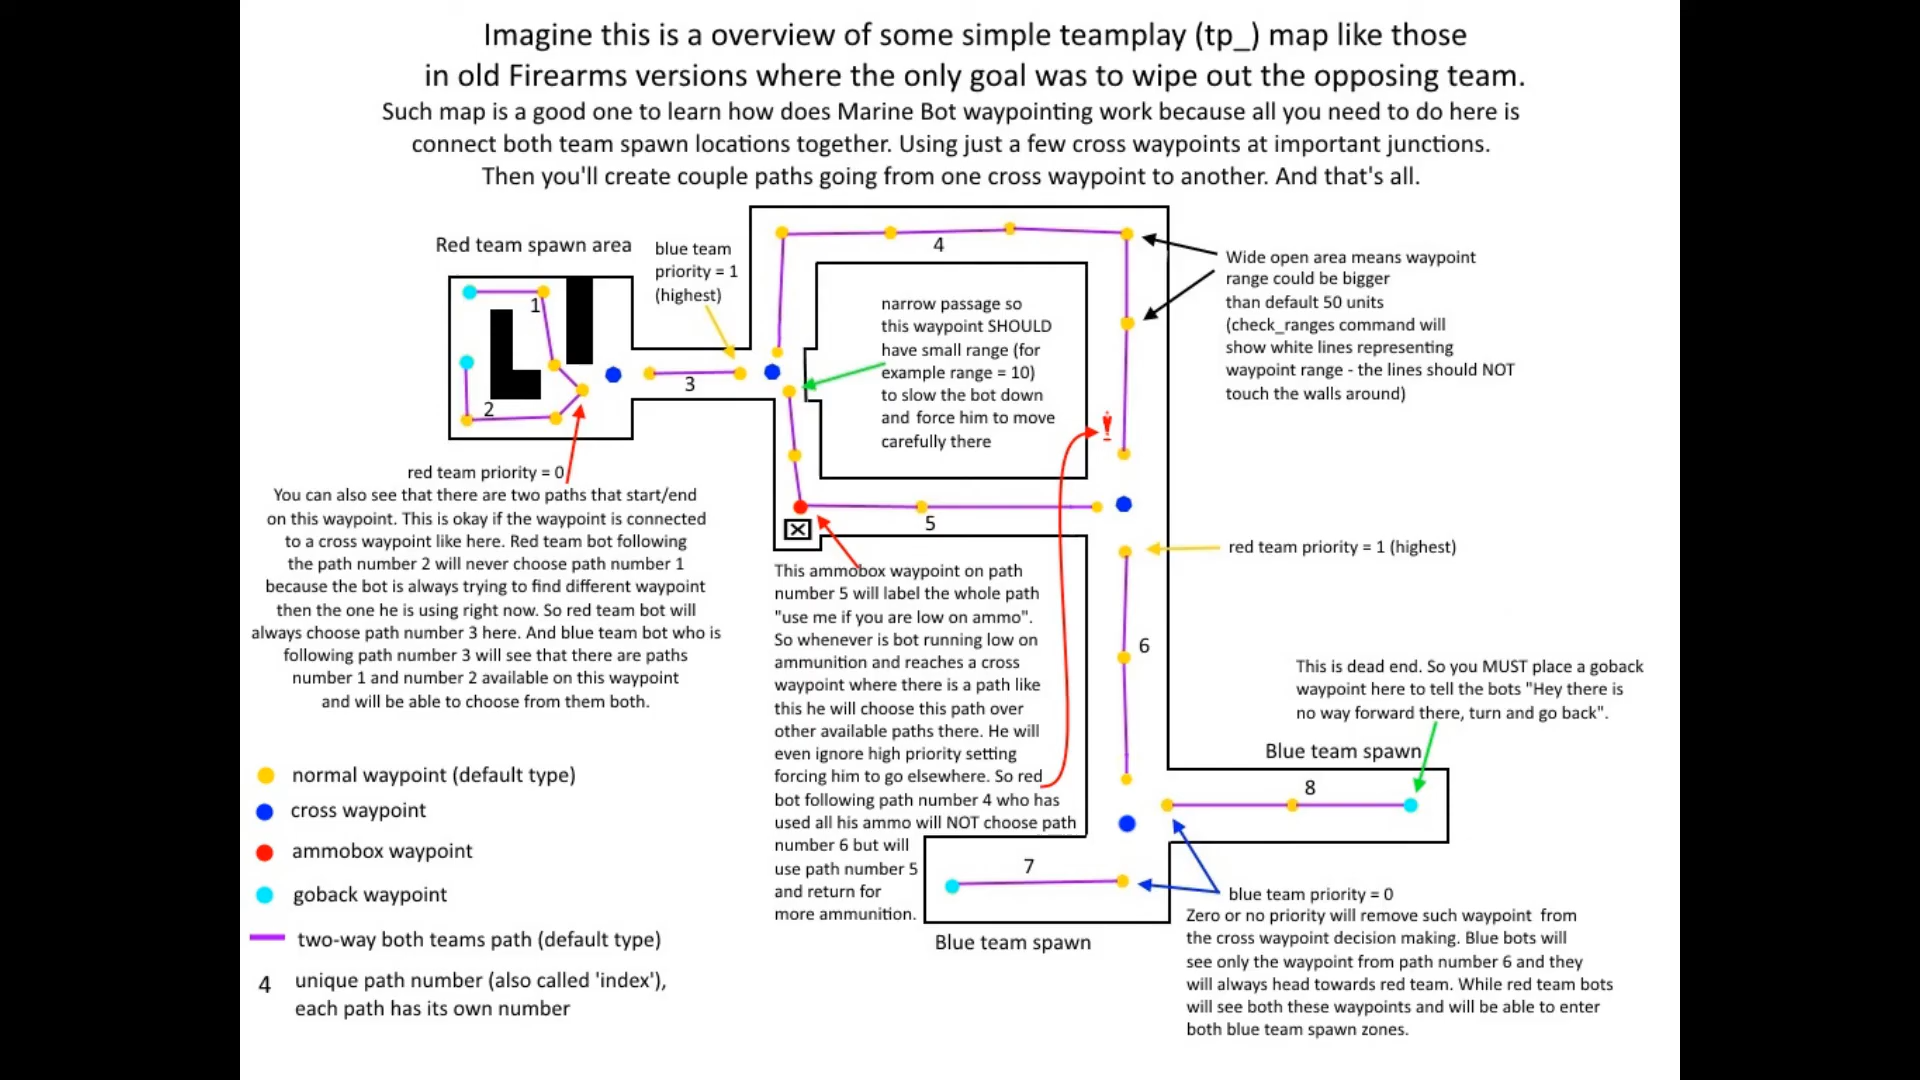 Imagine this is a overview of some simple teamplay (tp_) map like those
in old Firearms versions where the only goal was to wipe out the opposing team.
Such map is a good one to learn how does Marine Bot waypointing work because all you need to do here is
connect both team spawn locations together. Using just a few cross waypoints at important junctions.
Then you'll create couple paths going from one cross waypoint to another. And that's all.
Red team spawn area
blue team
priority = 1
(highest)
1
2
3
4
narrow passage so
this waypoint SHOULD
have small range (for
example range = 10)
to slow the bot down
and force him to move
carefully there
Wide open area means waypoint
range could be bigger
than default 50 units
(check_ranges command will
show white lines representing
waypoint range - the lines should NOT
touch the walls around)
!
red team priority = 0
You can also see that there are two paths that start/end
on this waypoint. This is okay if the waypoint is connected
to a cross waypoint like here. Red team bot following
the path number 2 will never choose path number 1
because the bot is always trying to find different waypoint
then the one he is using right now. So red team bot will
always choose path number 3 here. And blue team bot who is
following path number 3 will see that there are paths
number 1 and number 2 available on this waypoint
and will be able to choose from them both.
5
This ammobox waypoint on path
number 5 will label the whole path
"use me if you are low on ammo".
So whenever is bot running low on
ammunition and reaches a cross
waypoint where there is a path like
this he will choose this path over
other available paths there. He will
even ignore high priority setting
forcing him to go elsewhere. So red
bot following path number 4 who has
used all his ammo will NOT choose path
number 6 but will
use path number 5
and return for
more ammunition.
red team priority = 1 (highest)
6
This is dead end. So you MUST place a goback
waypoint here to tell the bots "Hey there is
no way forward there, turn and go back".
Blue team spawn
8
7
Blue team spawn
blue team priority = 0
Zero or no priority will remove such waypoint from
the cross waypoint decision making. Blue bots will
see only the waypoint from path number 6 and they
will always head towards red team. While red team bots
will see both these waypoints and will be able to enter
both blue team spawn zones.
normal waypoint (default type)
cross waypoint
ammobox waypoint
goback waypoint
two-way both teams path (default type)
4 unique path number (also called 'index'),
each path has its own number